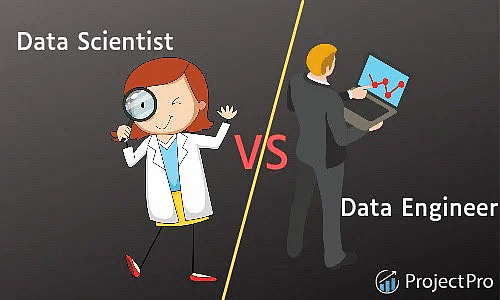 Data Scientist
VS
Data Engineer
ProjectPro